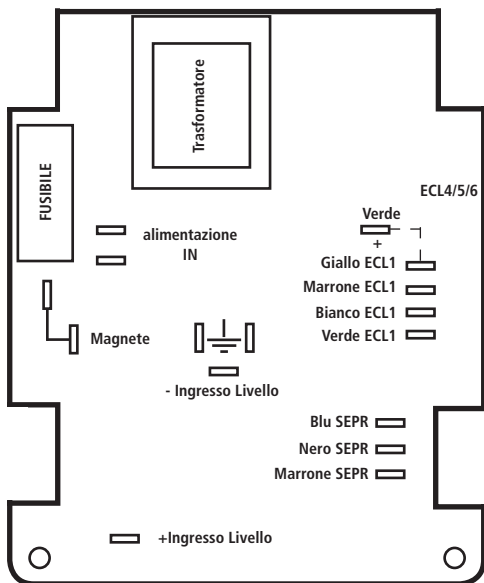 Trasformatore
FUSIBILE
ECL4/5/6
Verde
+
alimentazione
IN
Giallo ECL1
Marrone ECL1
Bianco ECL1
Verde ECL1
Magnete
- Ingresso Livello
Blu SEPR
Nero SEPR
Marrone SEPR
+Ingresso Livello